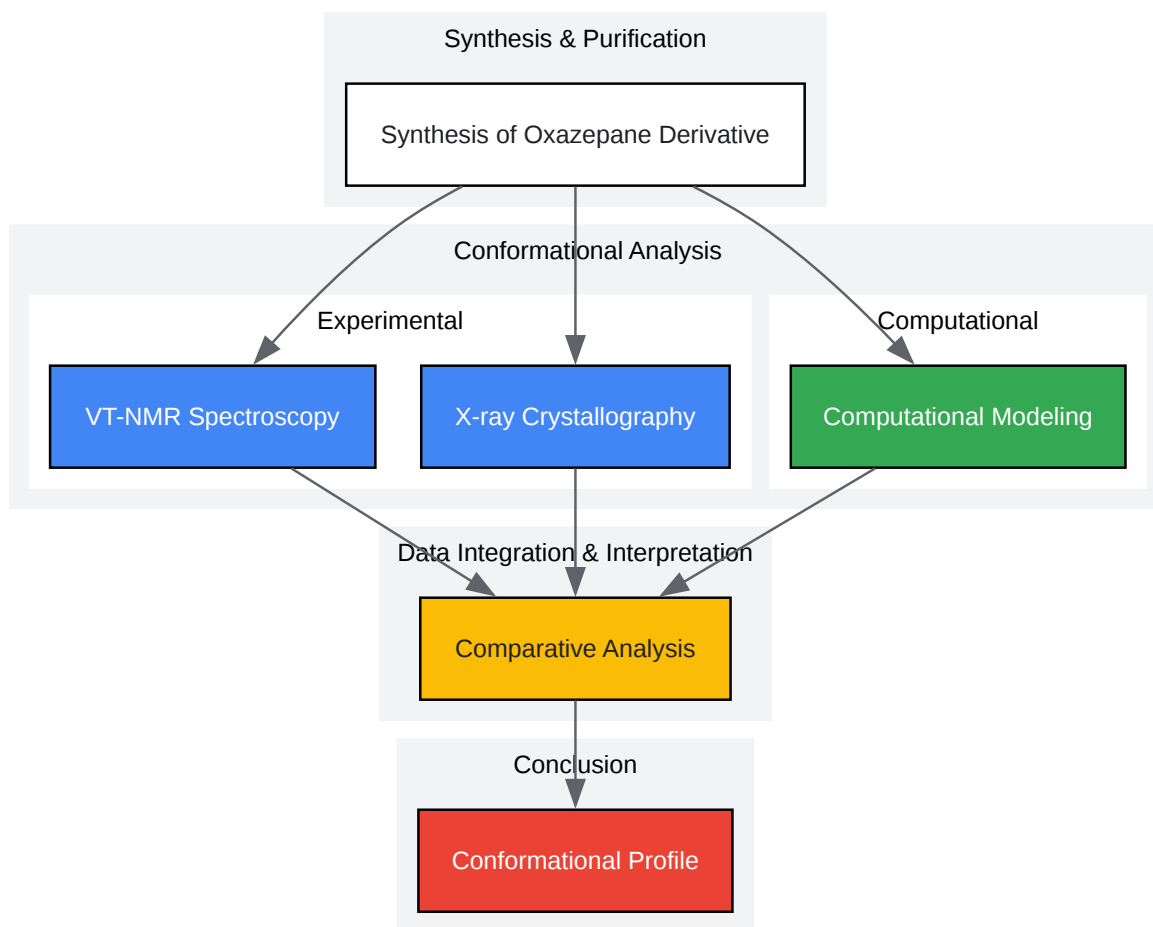 Synthesis & Purification
Synthesis of Oxazepane Derivative
Conformational Analysis
Experimental
Computational
VT-NMR Spectroscopy
X-ray Crystallography
Computational Modeling
Data Integration & Interpretation
Comparative Analysis
Conclusion
Conformational Profile